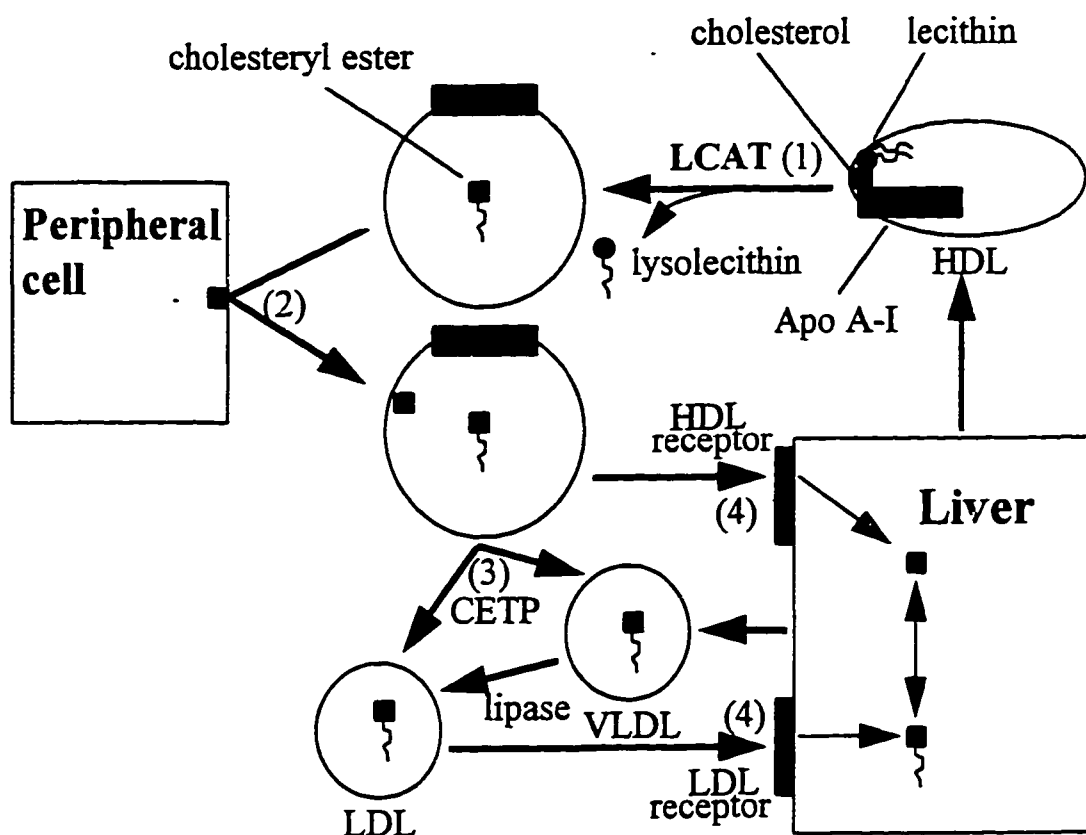 cholesterol
lecithin
cholesteryl ester
LCAT (1)
Peripheral
cell
lysolecithin
HDL
(2)
Apo A-I
HDL
receptor
(4)
Liver
(3)
CETP
lipase
VLDL
(4)
LDL
receptor
LDL